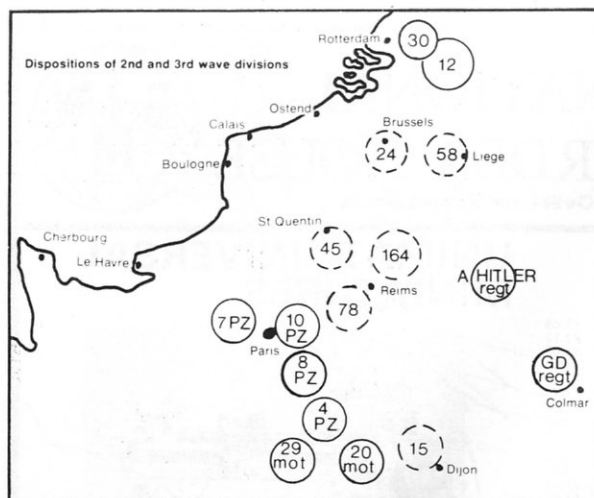 Rotterdam
30
Dispositions of 2nd and 3rd wave divisions
12
Ostend
Calais
Brussels
24
58
Liege
Boulogne
St Quentin
Cherbourg
45
164
Le Havre
A HITLER
regt
Reims
78
7 PZ
10
PZ
Paris
8
PZ
GD
regt
Colmar
4
PZ
29
mot
20
mot
15
Dijon